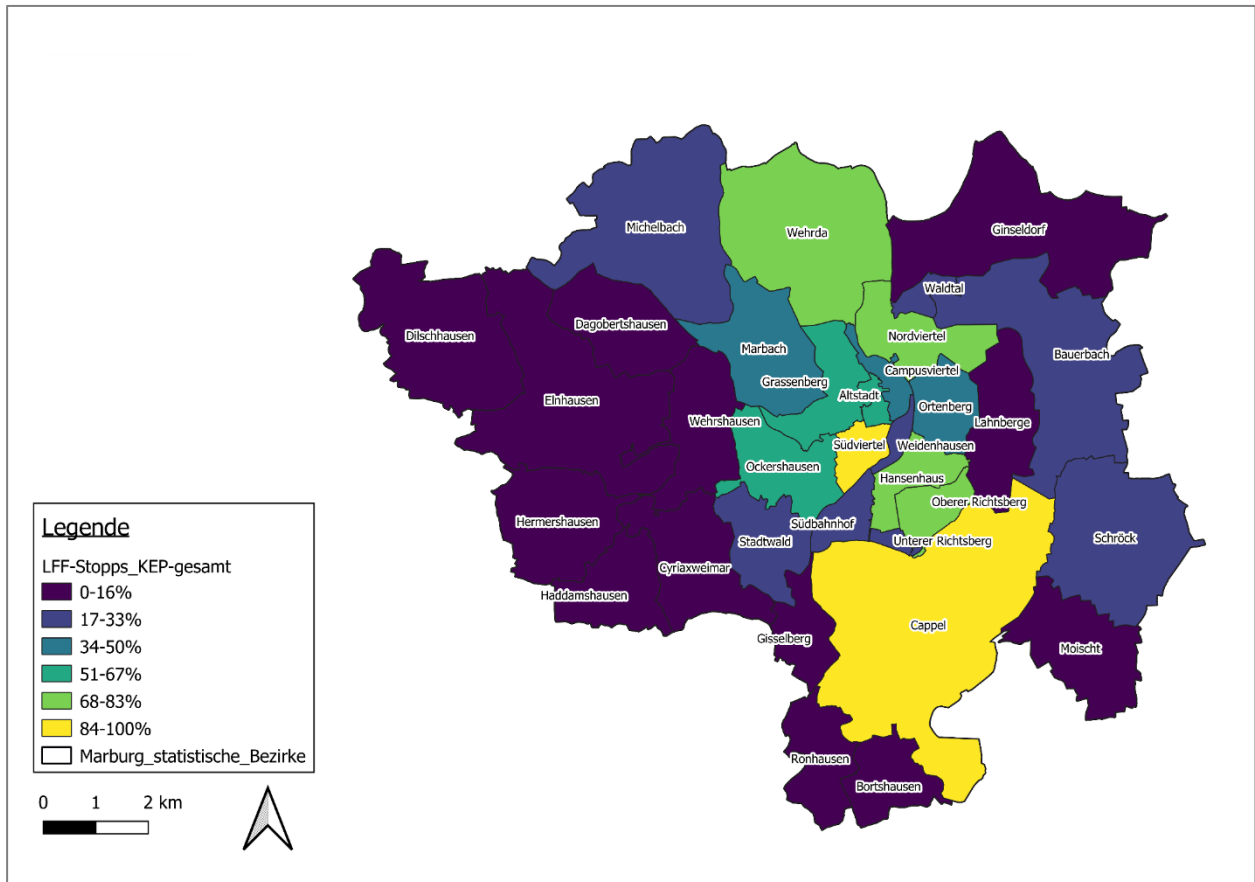 Michelbach
Wehrda
Ginseldorf
Waldtal
Dilschhausen
Dagobertshausen
Nordviertel
Marbach
Bauerbach
Campusviertel
Grassenberg
Elnhausen
Altstadt
Ortenberg
Wehrshausen
Lahnberge
Südviertel
Weidenhausen
Ockershausen
Hansenhaus
Oberer Richtsberg
Hermershausen
Südbahnhof
Stadtwald
Unterer Richtsberg
Schröck
Cyriaxweimar
Haddamshausen
Cappel
Gisselberg
Moischt
Ronhausen
Bortshausen
Legende
LFF-Stopps_KEP-gesamt
0-16%
17-33%
34-50%
51-67%
68-83%
84-100%
Marburg_statistische_Bezirke
0 1 2 km